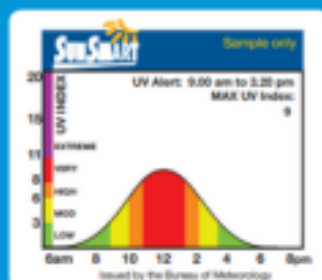 SunSmart
Sample only
UV Alert: 9.00 am to 3.20 pm
MAX UV Index:
9
UV INDEX
20
15
EXTREME
11
VERY
8
HIGH
6
MOD
3
LOW
6am 8 10 12 2 4 6 8pm
Issued by the Bureau of Meteorology